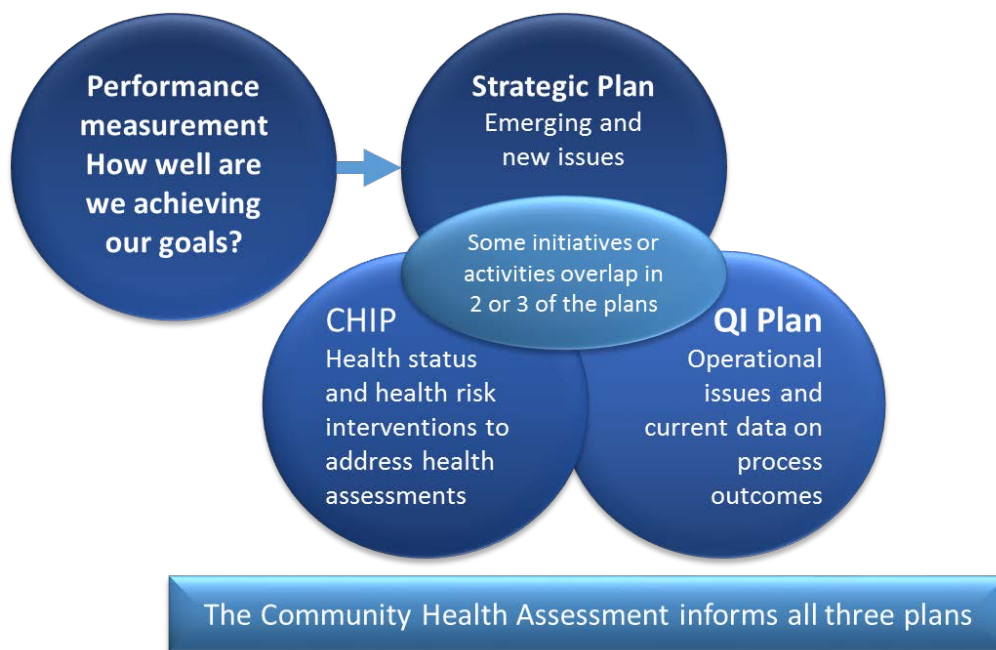 Performance
measurement
How well are
we achieving
our goals?
Strategic Plan
Emerging and
new issues
Some initiatives or
activities overlap in
2 or 3 of the plans
CHIP
Health status
and health risk
interventions to
address health
assessments
QI Plan
Operational
issues and
current data on
process
outcomes
The Community Health Assessment informs all three plans